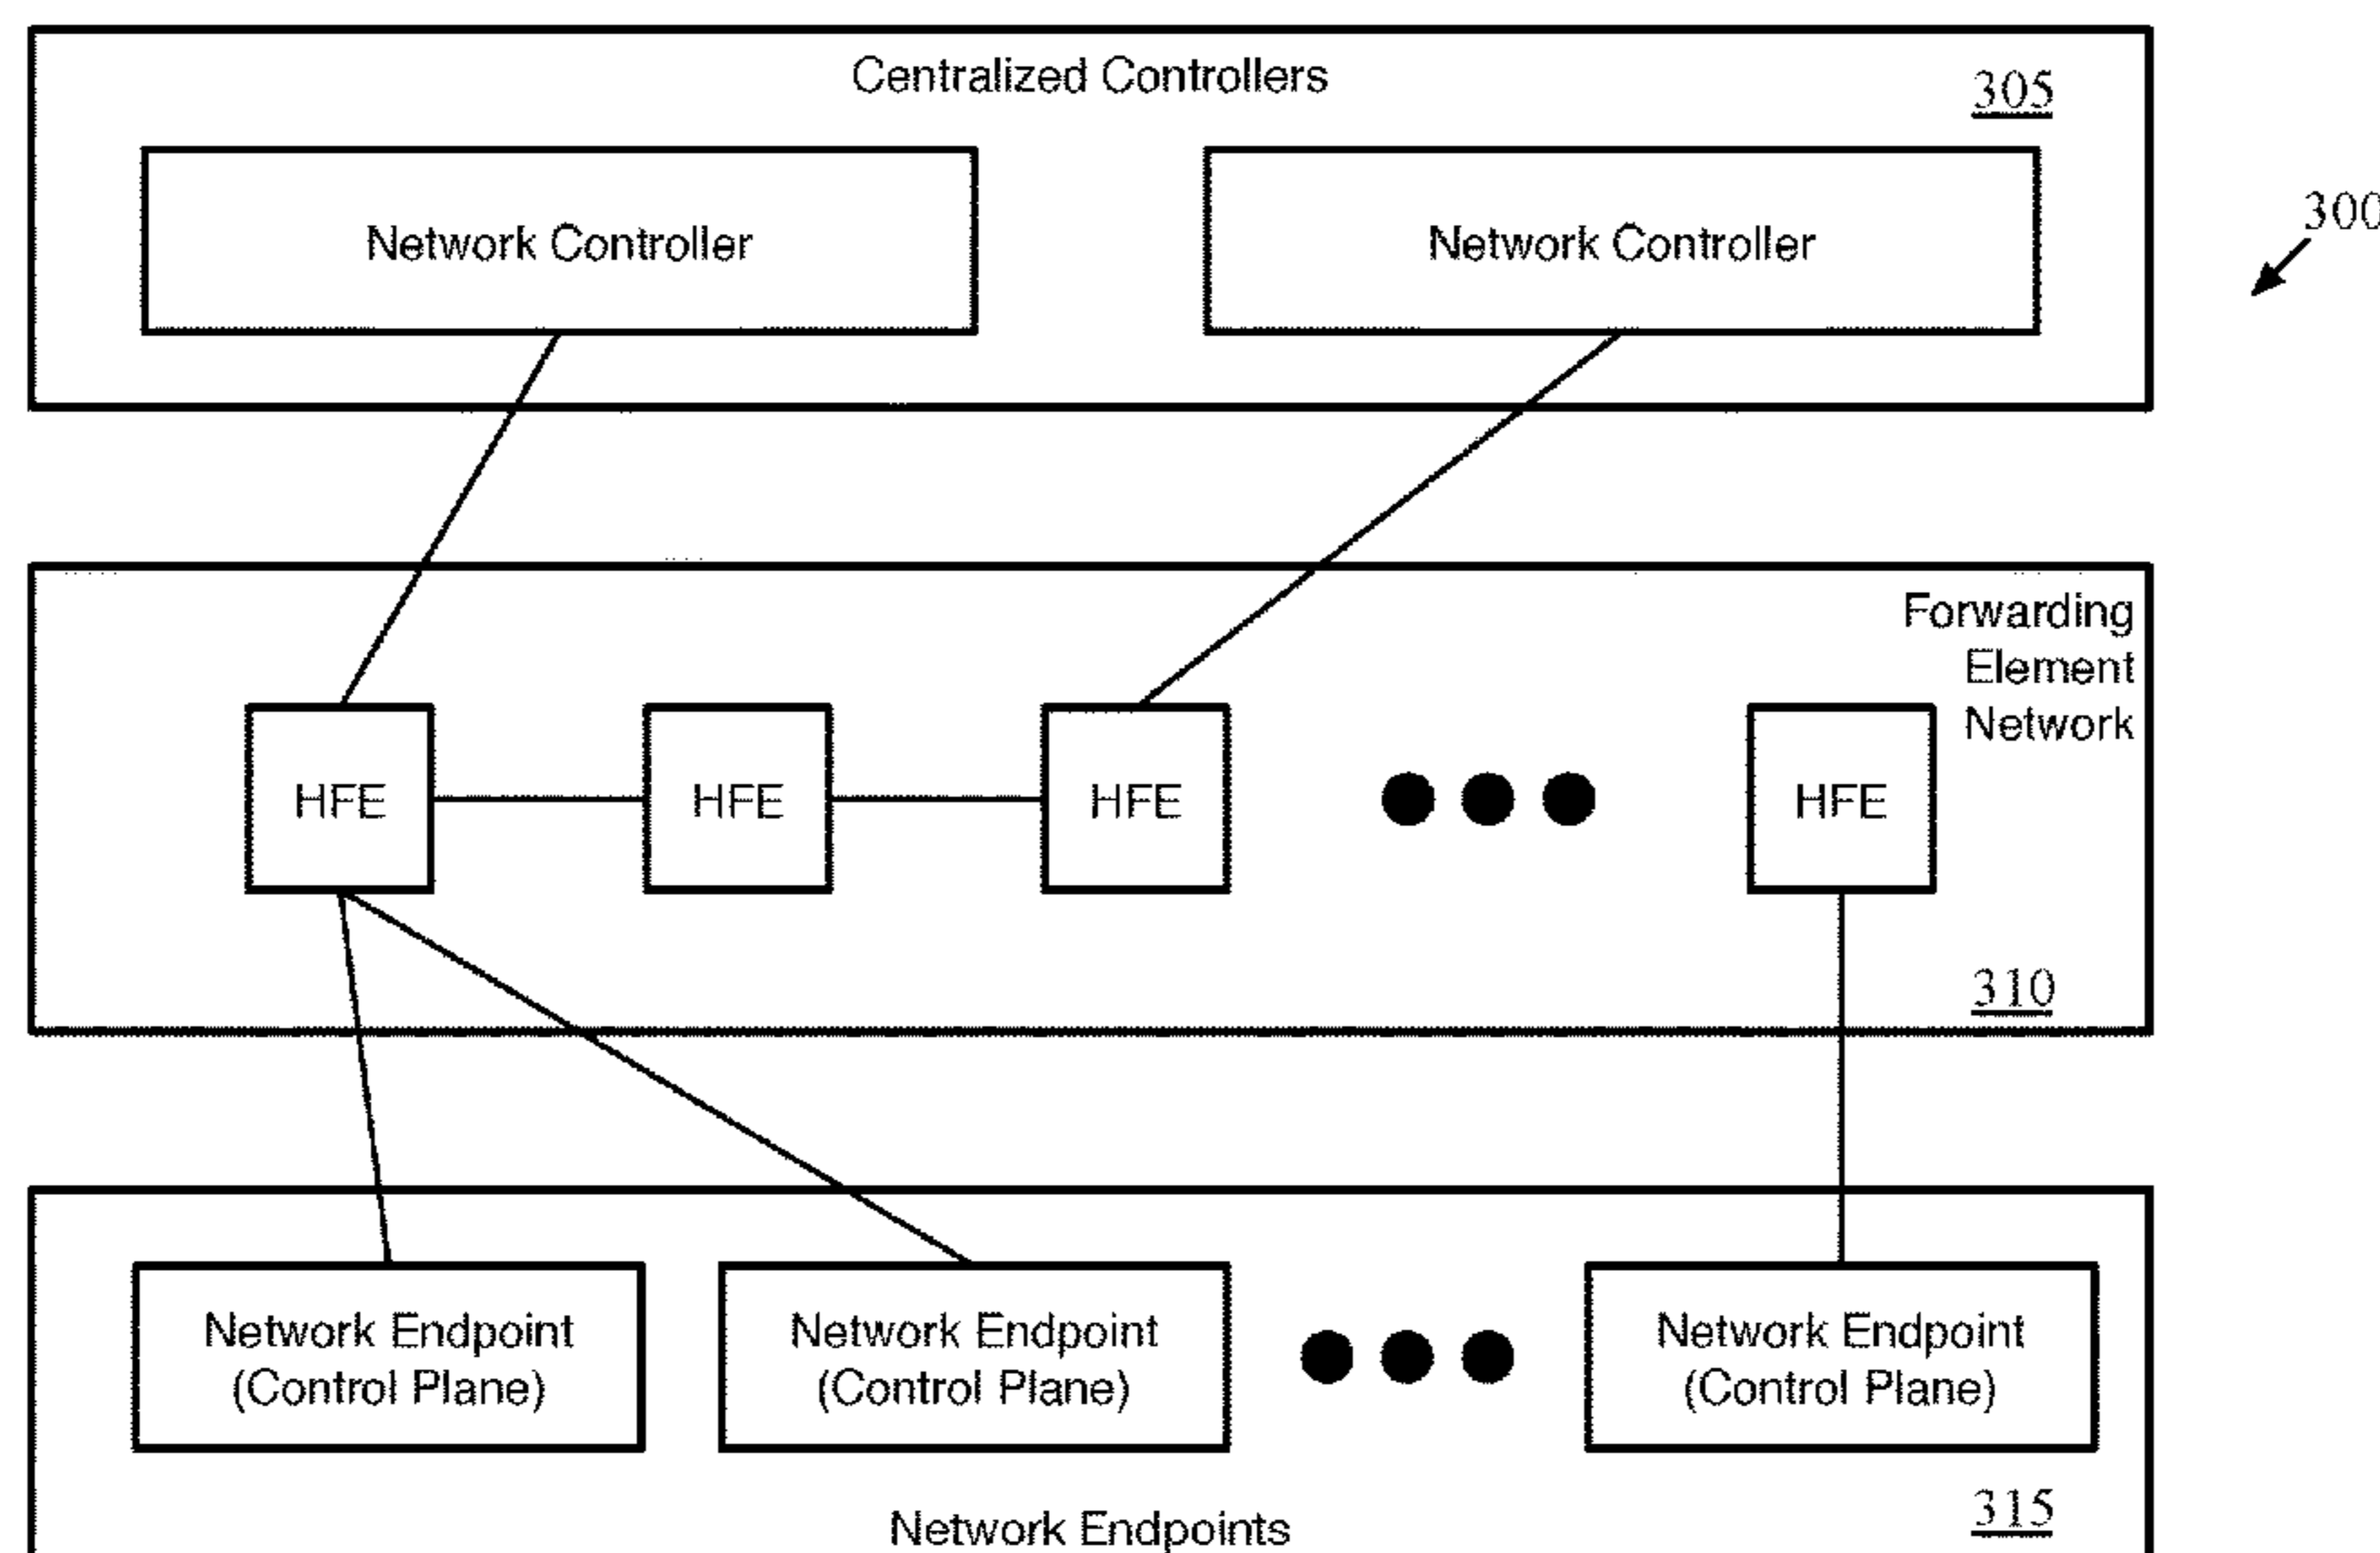 Centralized Controllers
305
Network Controller
Network Controller
300
Forwarding
Element
Network
HFE
HFE
HFE
HFE
310
Network Endpoint
(Control Plane)
Network Endpoint
(Control Plane)
Network Endpoint
(Control Plane)
315
Network Endpoints